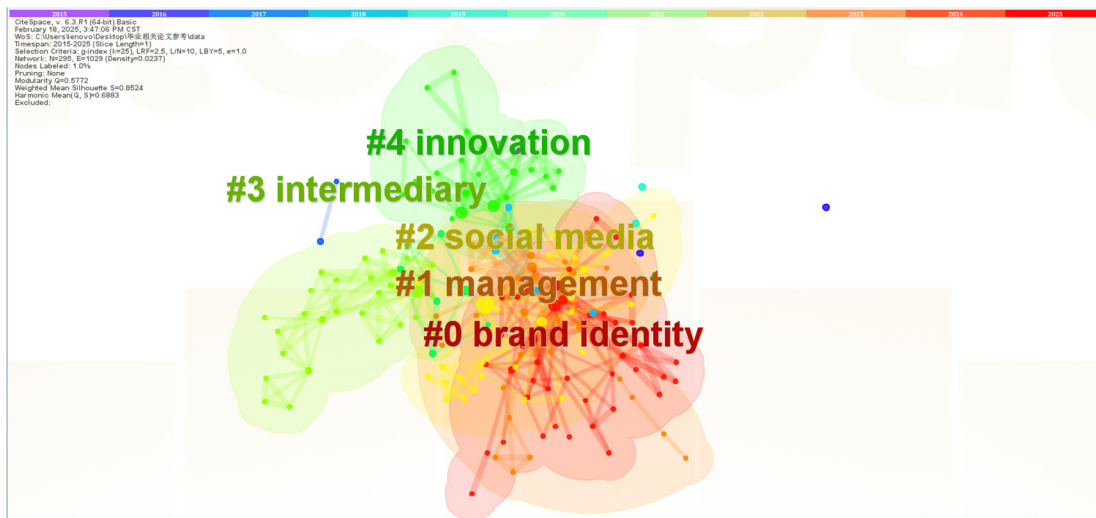 2015 2016 2017 2018 2019 2020 2021 2022 2023 2024 2025
CiteSpace, v. 6.3.R1 (64-bit) Basic
February 18, 2025, 3:47:06 PM CST
WoS: C:\Users\lenovo\Desktop\毕业相关论文参考\data
Timespan: 2015-2025 (Slice Length=1)
Selection Criteria: g-index (k=25), LRF=2.5, L/N=10, LBY=5, e=1.0
Network: N=295, E=1029 (Density=0.0237)
Nodes Labeled: 1.0%
Pruning: None
Modularity Q=0.5772
Weighted Mean Silhouette S=0.8524
Harmonic Mean(Q, S)=0.6883
Excluded:
#4 innovation
#3 intermediary
#2 social media
#1 management
#0 brand identity